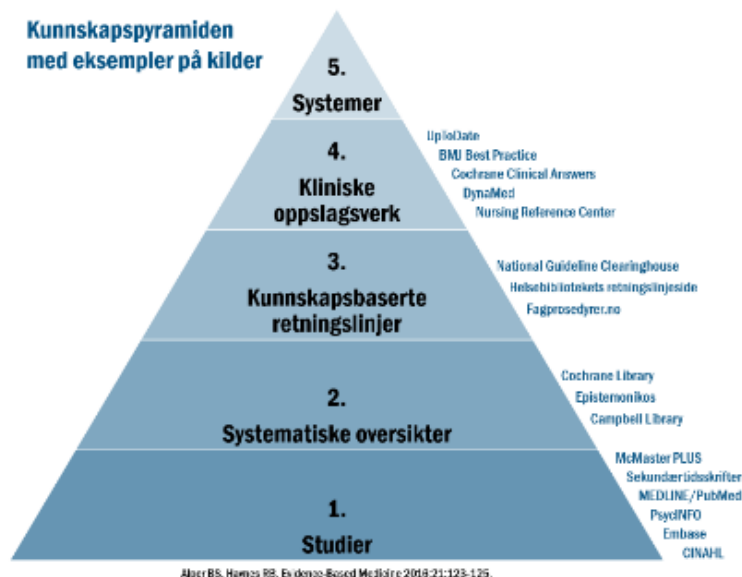 Kunnskapspyramiden
med eksempler på kilder
5.
Systemer
4.
Kliniske
oppslagsverk
UpToDate
BMJ Best Practice
Cochrane Clinical Answers
DynaMed
Nursing Reference Center
3.
Kunnskapsbaserte
retningslinjer
National Guideline Clearinghouse
Helsebibliotekets retningslinjeside
Fagprosedyrer.no
2.
Systematiske oversikter
Cochrane Library
Epistemonikos
Campbell Library
1.
Studier
McMaster PLUS
Sekundærtidsskrifter
MEDLINE/PubMed
PsycINFO
Embase
CINAHL
Alper BS, Haynes RB. Evidence-Based Medicine 2016;21:123-125.